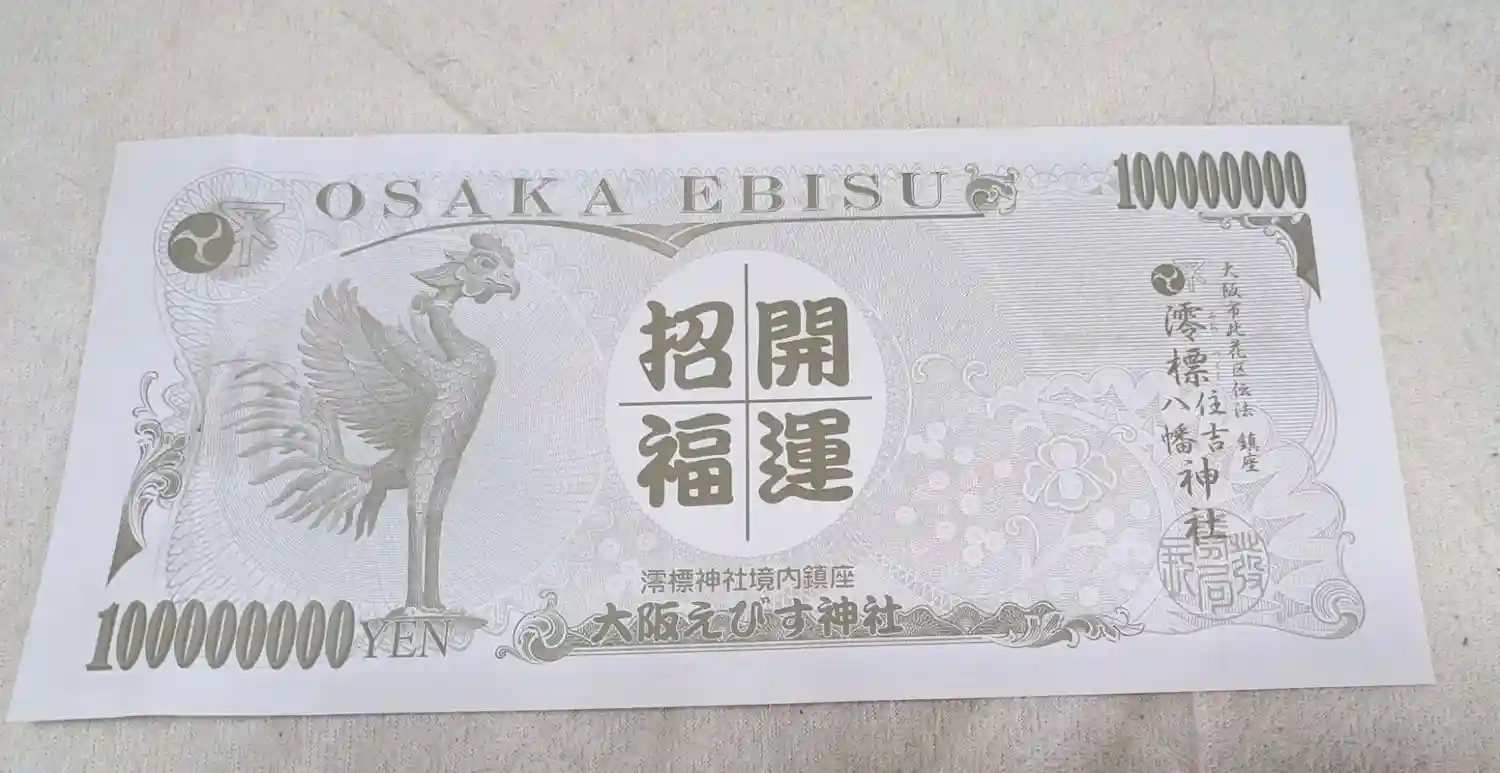 OSAKA EBISU
100000000
開運
招福
大阪市此花区伝法 鎮座
澪標住吉神社
八幡
澪標神社境内鎮座
大阪えびす神社
100000000YEN